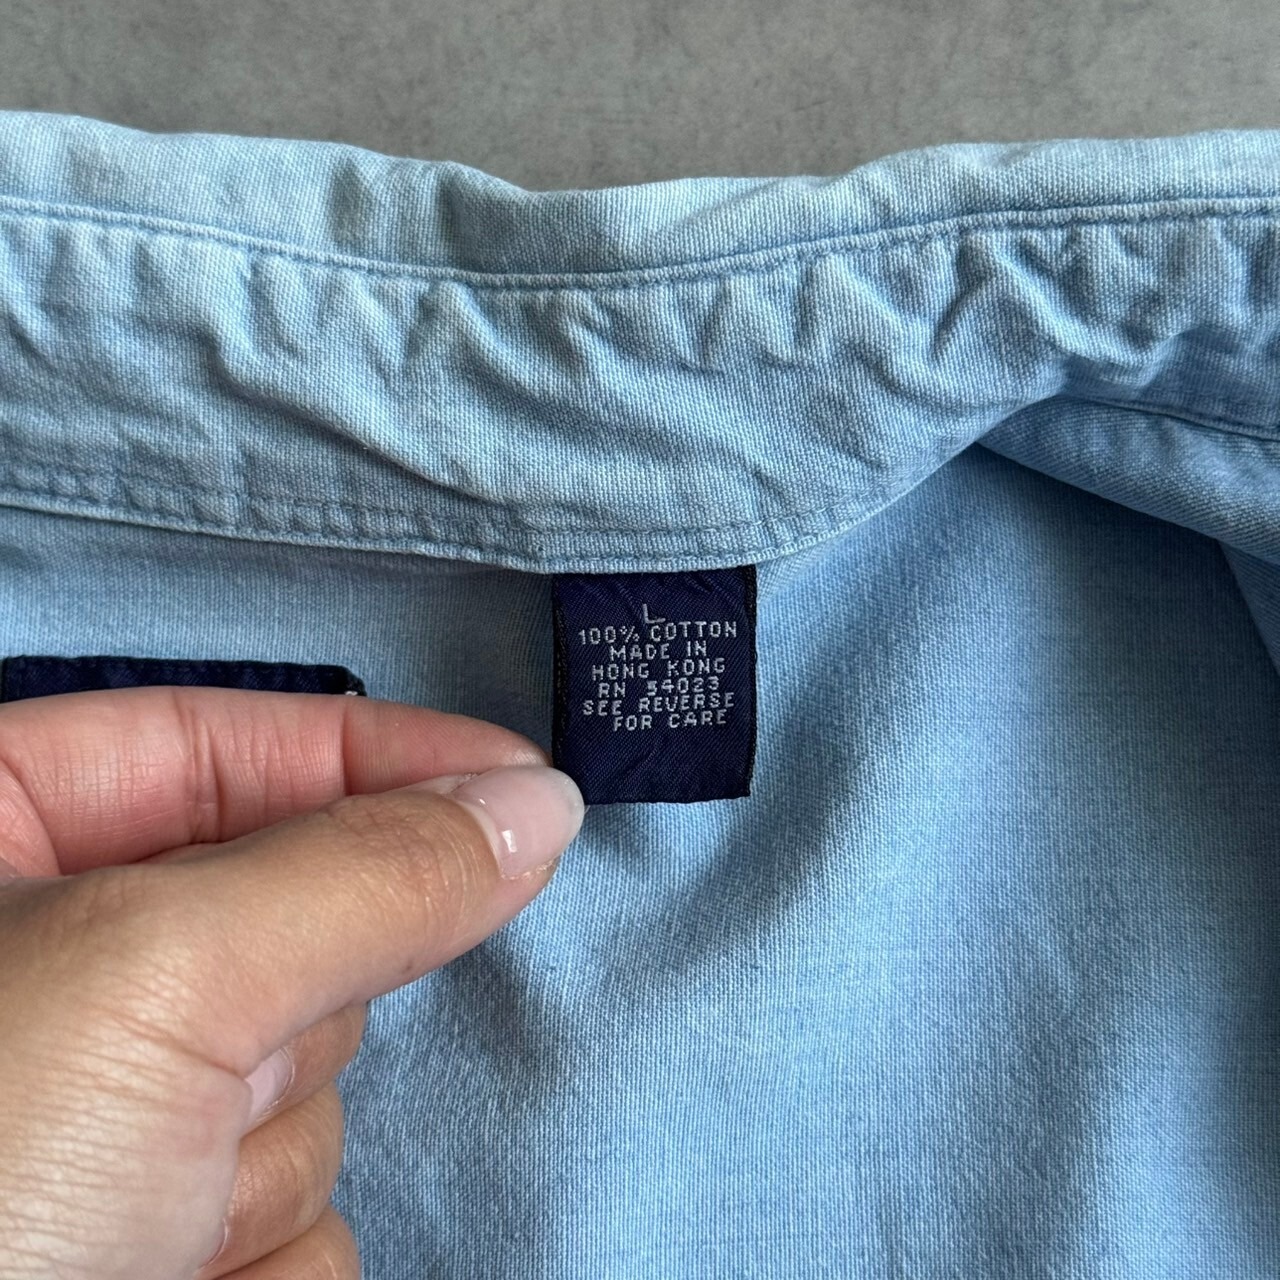 L
100% COTTON
MADE IN
HONG KONG
RN 54023
SEE REVERSE
FOR CARE